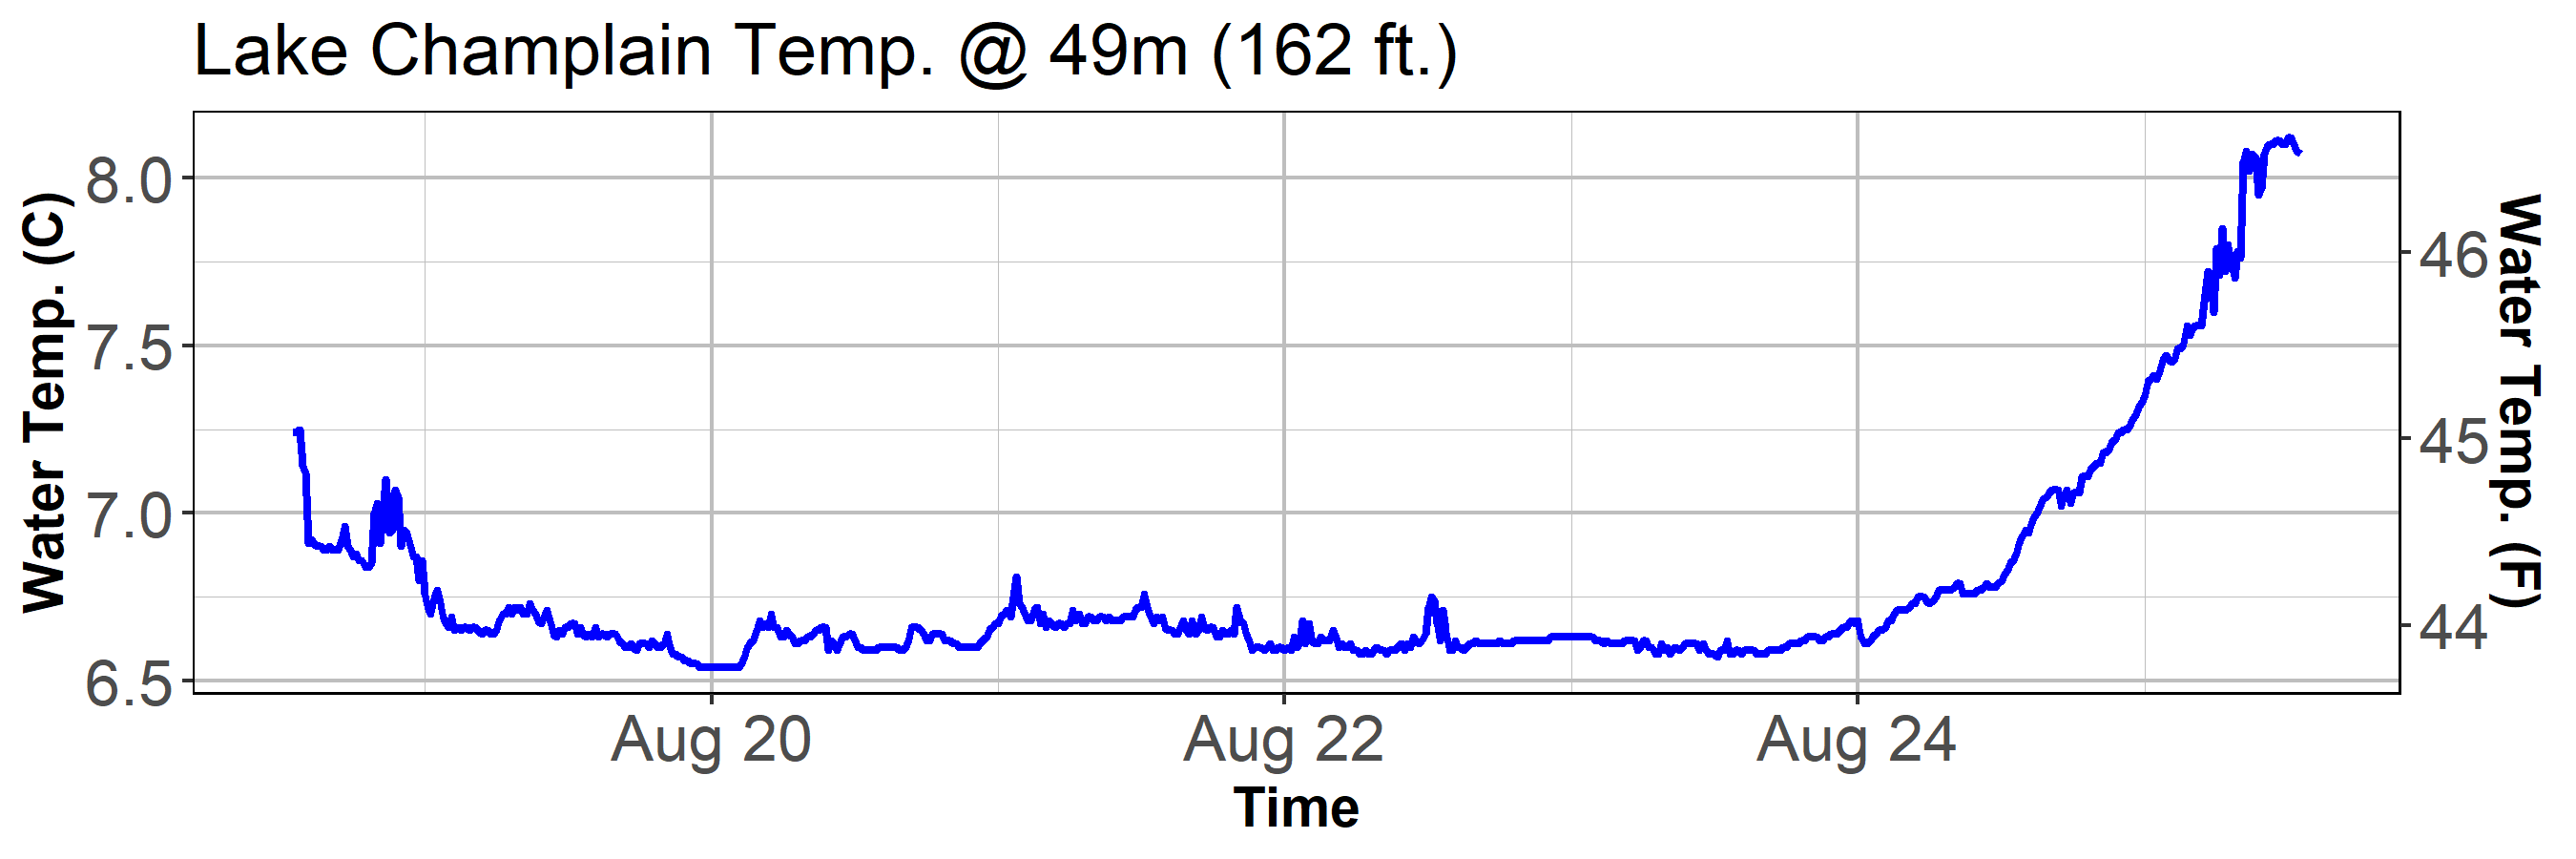 Lake Champlain Temp. @ 49m (162 ft.)
Water Temp. (C)
8.0
7.5
7.0
6.5
46
45
44
Water Temp. (F)
Aug 20
Aug 22
Aug 24
Time